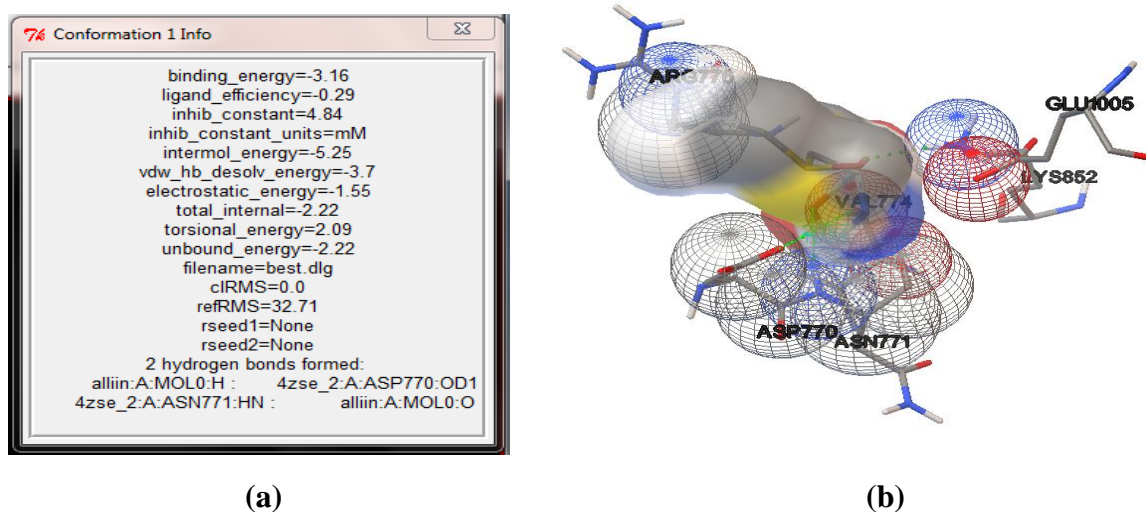 Conformation 1 Info
binding_energy=-3.16
ligand_efficiency=-0.29
inhib_constant=4.84
inhib_constant_units=mM
intermol_energy=-5.25
vdw_hb_desolv_energy=-3.7
electrostatic_energy=-1.55
total_internal=-2.22
torsional_energy=2.09
unbound_energy=-2.22
filename=best.dlg
clRMS=0.0
refRMS=32.71
rseed1=None
rseed2=None
2 hydrogen bonds formed:
alliin:A:MOL0:H : 4zse_2:A:ASP770:OD1
4zse_2:A:ASN771:HN : alliin:A:MOL0:O
(a)
GLU1005
LYS852
VAL774
ASP770
ASN771
(b)